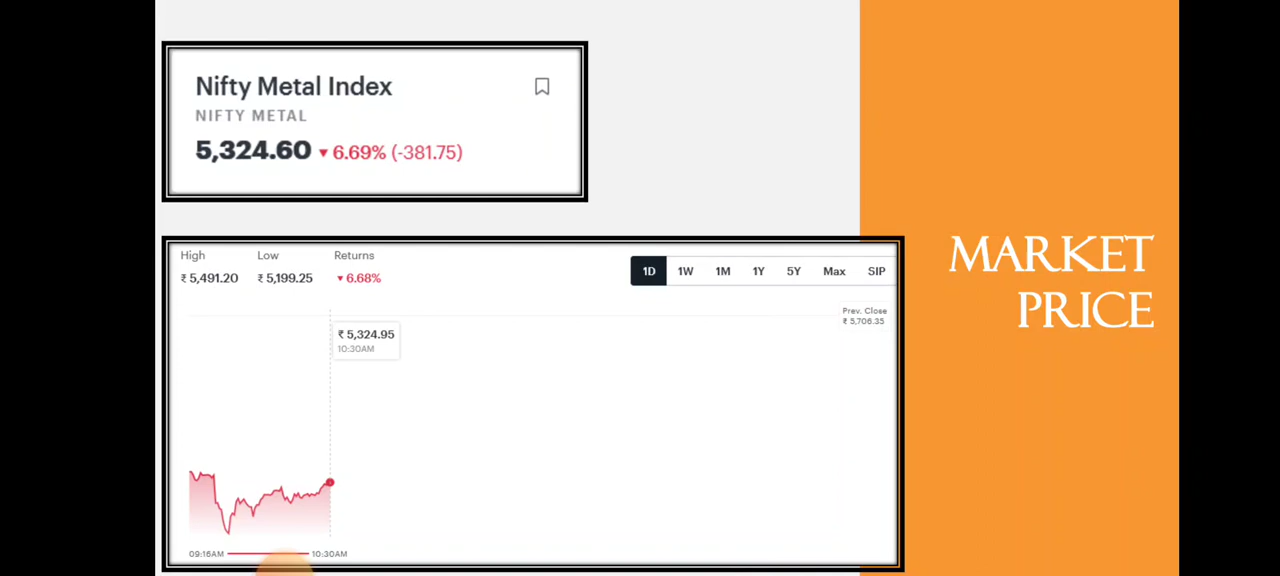 Nifty Metal Index
NIFTY METAL
5,324.60 ▼ 6.69% (-381.75)
High Low Returns
₹ 5,491.20 ₹ 5,199.25 ▼ 6.68%
1D 1W 1M 1Y 5Y Max SIP
Prev. Close
₹ 5,706.35
₹ 5,324.95
10:30AM
09:16AM 10:30AM
MARKET
PRICE